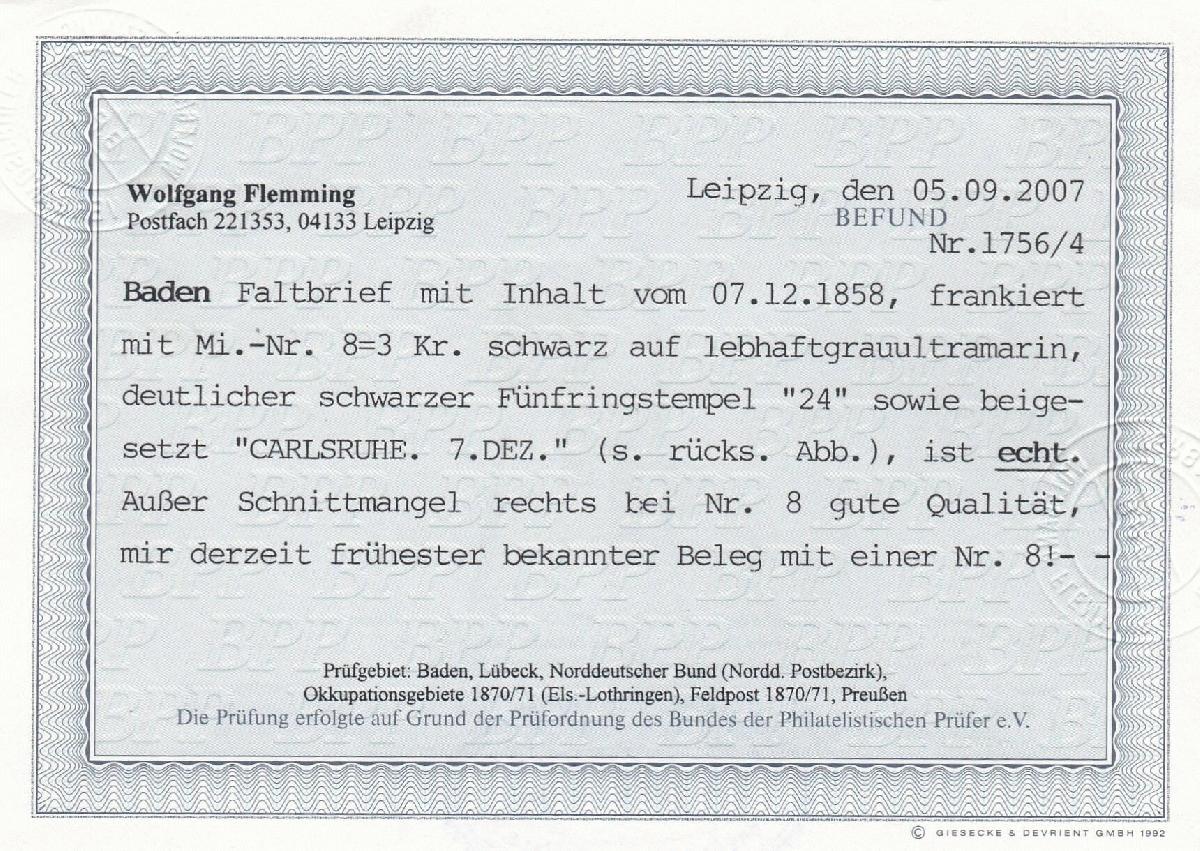 Wolfgang Flemming
Postfach 221353, 04133 Leipzig
Leipzig, den 05.09.2007
BEFUND
Nr.1756/4
Baden Faltbrief mit Inhalt vom 07.12.1858, frankiert
mit Mi.-Nr. 8=3 Kr. schwarz auf lebhaftgrauultramarin,
deutlicher schwarzer Fünfringstempel "24" sowie beige-
setzt "CARLSRUHE. 7.DEZ." (s. rücks. Abb.), ist echt.
Außer Schnittmangel rechts bei Nr. 8 gute Qualität,
mir derzeit frühester bekannter Beleg mit einer Nr. 8!- -
Prüfgebiet: Baden, Lübeck, Norddeutscher Bund (Nordd. Postbezirk),
Okkupationsgebiete 1870/71 (Els.-Lothringen), Feldpost 1870/71, Preußen
Die Prüfung erfolgte auf Grund der Prüfordnung des Bundes der Philatelistischen Prüfer e.V.
© GIESECKE & DEVRIENT GMBH 1992